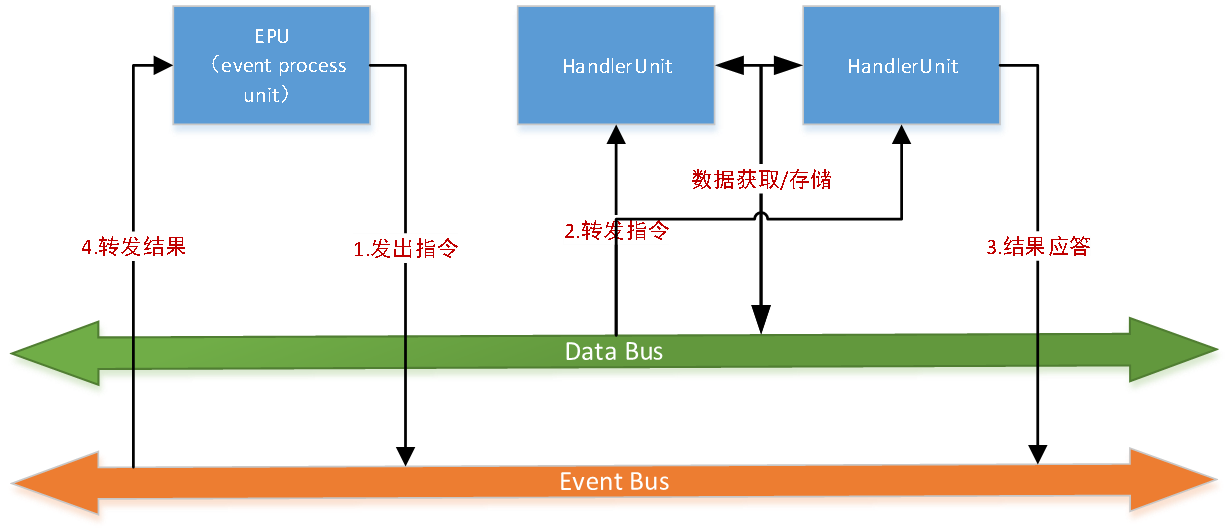 EPU
（event process
unit）
HandlerUnit
HandlerUnit
数据获取/存储
2.转发指令
4.转发结果
1.发出指令
3.结果应答
Data Bus
Event Bus